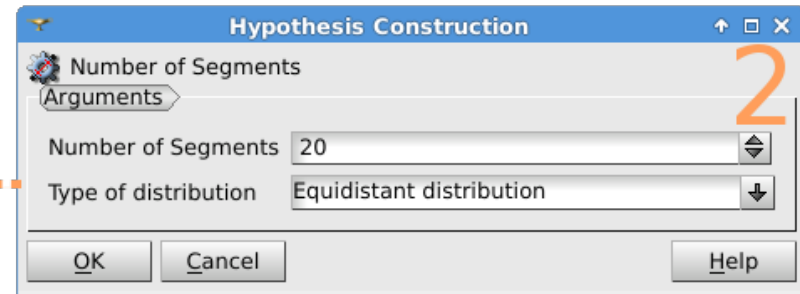 Hypothesis Construction
2
Number of Segments
Arguments
Number of Segments 20
Type of distribution Equidistant distribution
OK Cancel Help